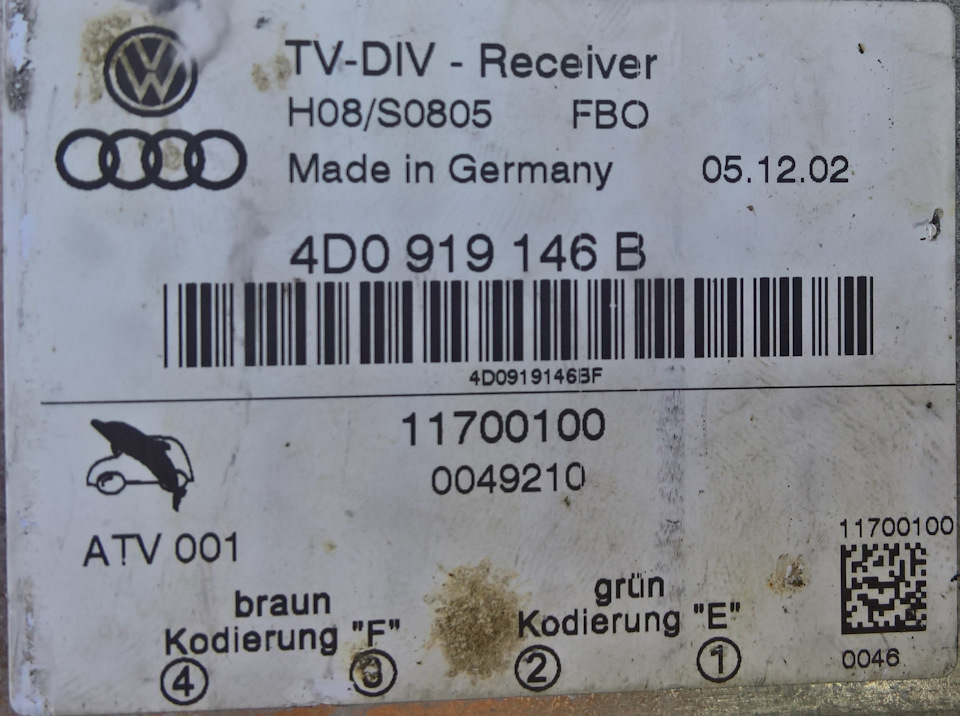 TV-DIV - Receiver
H08/S0805 FBO
Made in Germany 05.12.02
4D0 919 146 B
4D0919146BF
11700100
0049210
ATV 001
11700100
0046
braun
Kodierung "F"
grün
Kodierung "E"
4 3 2 1